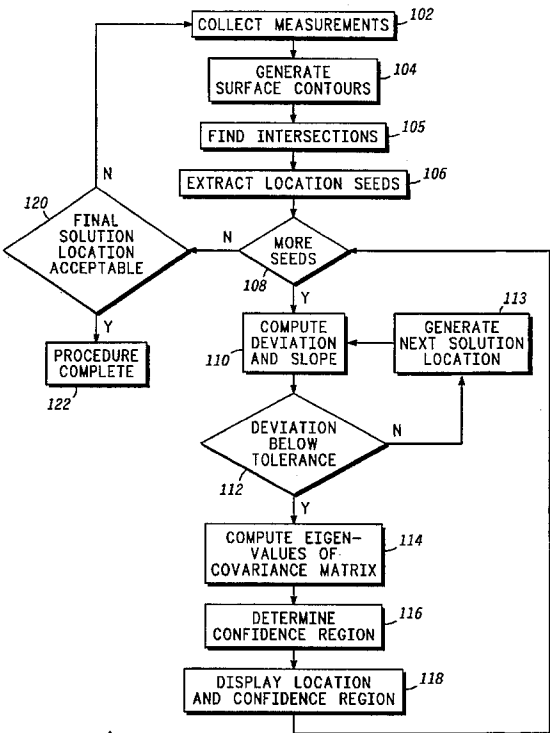 COLLECT MEASUREMENTS
102
GENERATE
SURFACE CONTOURS
104
FIND INTERSECTIONS
105
EXTRACT LOCATION SEEDS
106
N
120
FINAL
SOLUTION
LOCATION
ACCEPTABLE
N
MORE
SEEDS
108
Y
Y
PROCEDURE
COMPLETE
122
COMPUTE
DEVIATION
AND SLOPE
110
113
GENERATE
NEXT SOLUTION
LOCATION
DEVIATION
BELOW
TOLERANCE
N
112
Y
COMPUTE EIGEN-
VALUES OF
COVARIANCE MATRIX
114
DETERMINE
CONFIDENCE REGION
116
DISPLAY LOCATION
AND CONFIDENCE REGION
118